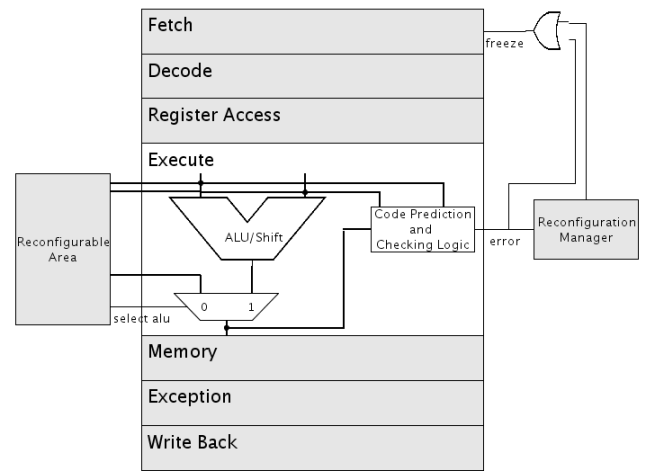 Fetch
freeze
Decode
Register Access
Execute
Reconfigurable
Area
ALU/Shift
Code Prediction
and
Checking Logic
error
Reconfiguration
Manager
0
1
select alu
Memory
Exception
Write Back